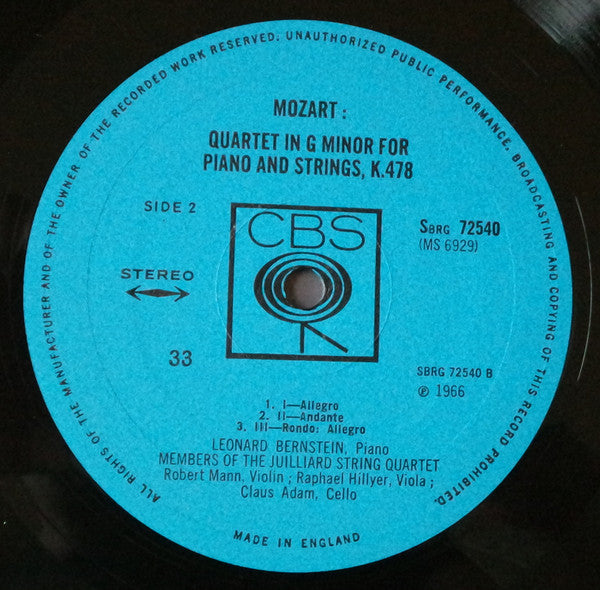 ALL RIGHTS OF THE MANUFACTURER AND OF THE OWNER OF THE RECORDED WORK RESERVED. UNAUTHORIZED PUBLIC PERFORMANCE, BROADCASTING AND COPYING OF THIS RECORD PROHIBITED.
MOZART :
QUARTET IN G MINOR FOR
PIANO AND STRINGS, K.478
SIDE 2
CBS
SBRG 72540
(MS 6929)
STEREO
33
SBRG 72540 B
℗ 1966
1. I—Allegro
2. II—Andante
3. III—Rondo: Allegro
LEONARD BERNSTEIN, Piano
MEMBERS OF THE JUILLIARD STRING QUARTET
Robert Mann, Violin ; Raphael Hillyer, Viola ;
Claus Adam, Cello
MADE IN ENGLAND